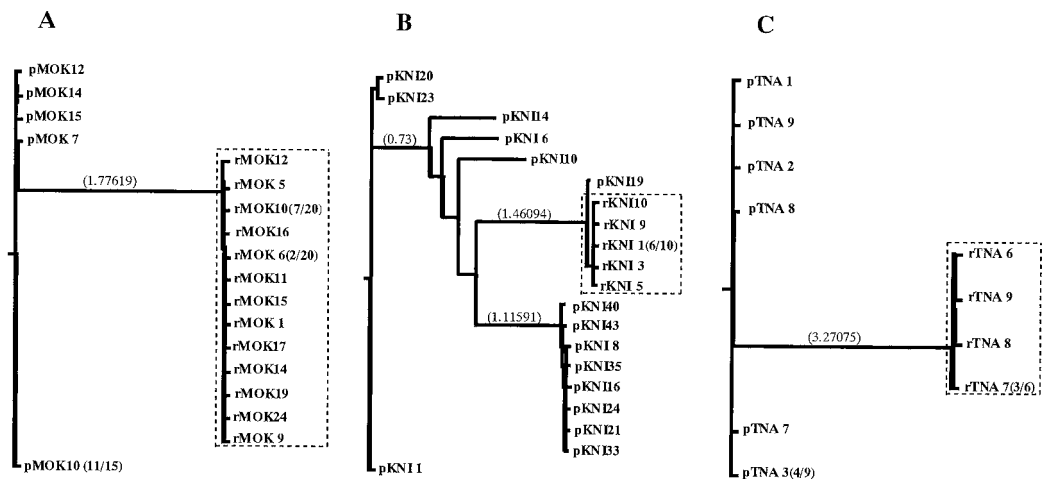 A
pMOK12
pMOK14
pMOK15
pMOK 7
(1.77619)
rMOK12
rMOK 5
rMOK10(7/20)
rMOK16
rMOK 6(2/20)
rMOK11
rMOK15
rMOK 1
rMOK17
rMOK14
rMOK19
rMOK24
rMOK 9
pMOK10 (11/15)
B
pKNI20
pKNI23
pKNI14
(0.73)
pKNI 6
pKNI10
pKNI19
rKNI10
(1.46094)
rKNI 9
rKNI 1(6/10)
rKNI 3
rKNI 5
pKNI40
(1.11591)
pKNI43
pKNI 8
pKNI35
pKNI16
pKNI24
pKNI21
pKNI33
pKNI 1
C
pTNA 1
pTNA 9
pTNA 2
pTNA 8
rTNA 6
rTNA 9
(3.27075)
rTNA 8
rTNA 7(3/6)
pTNA 7
pTNA 3(4/9)